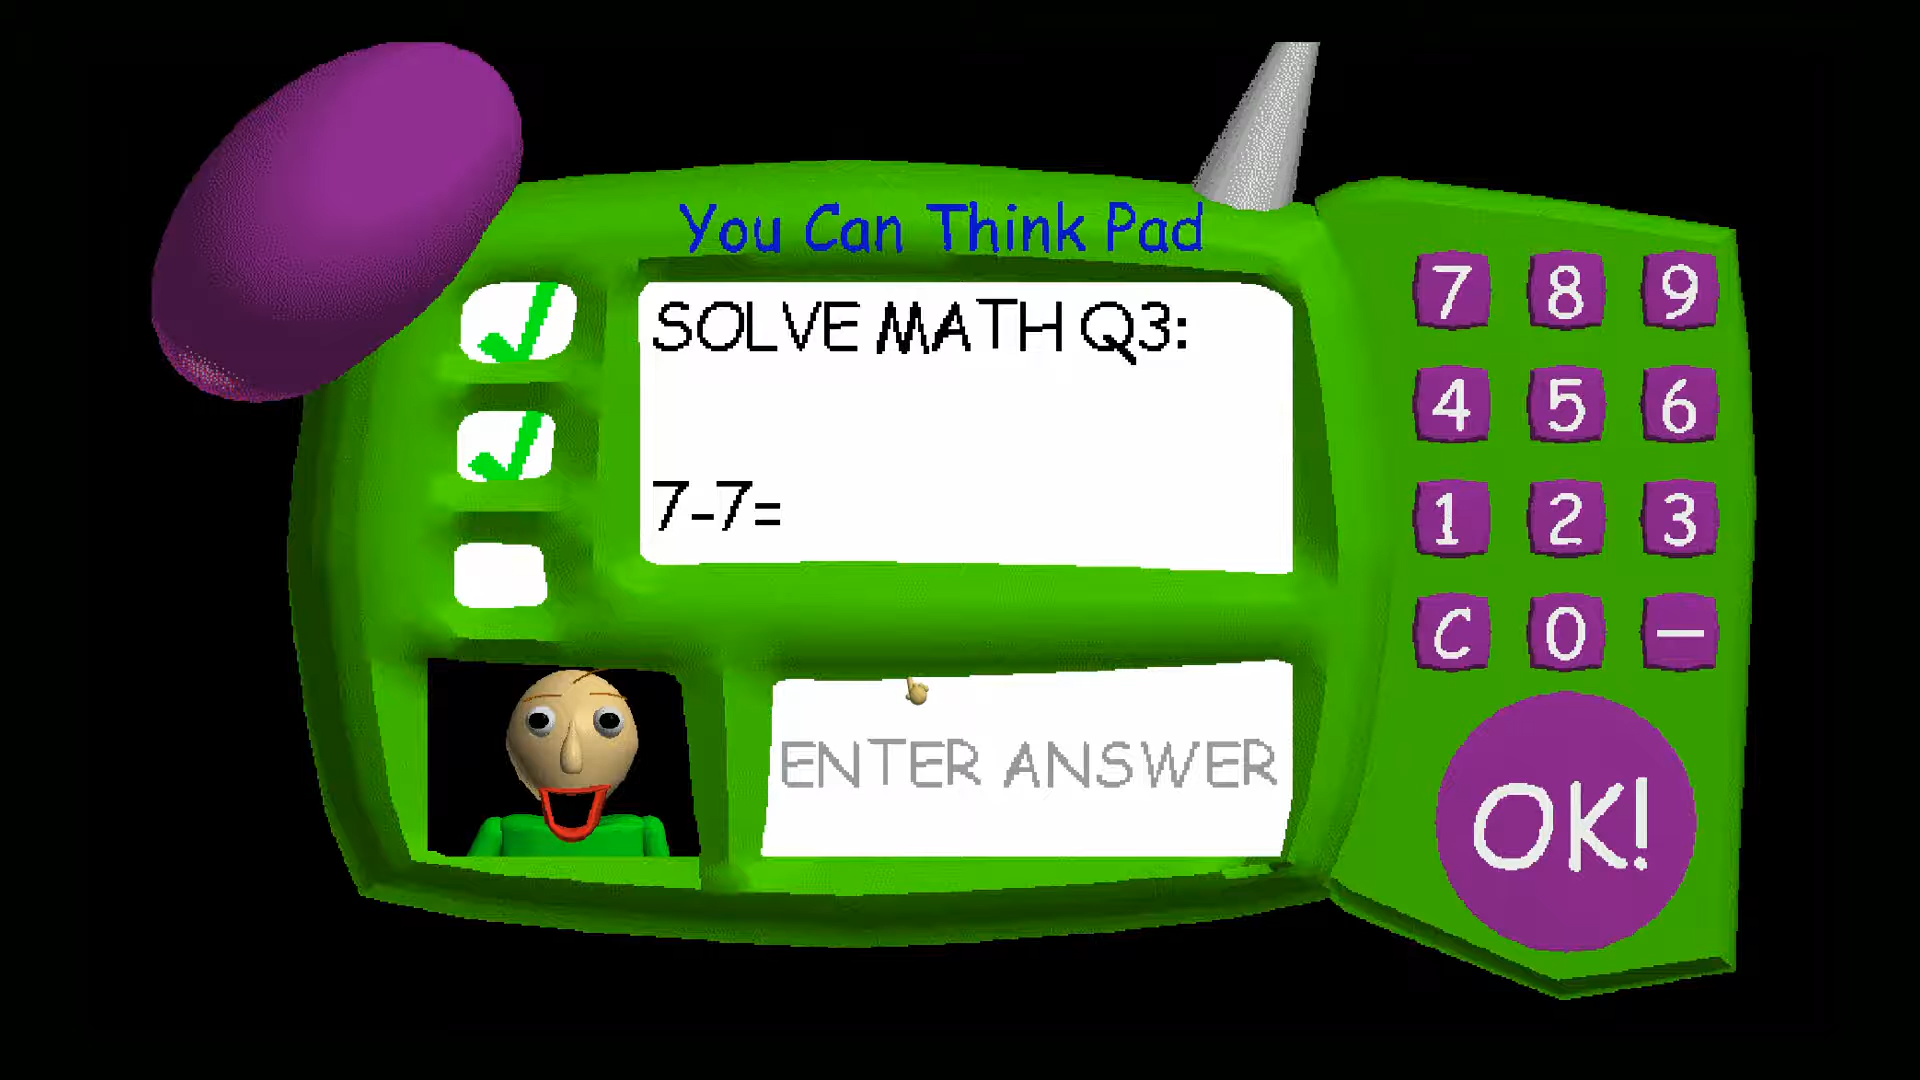 You Can Think Pad
SOLVE MATH Q3:
7-7=
ENTER ANSWER
7 8 9
4 5 6
1 2 3
C 0 –
OK!